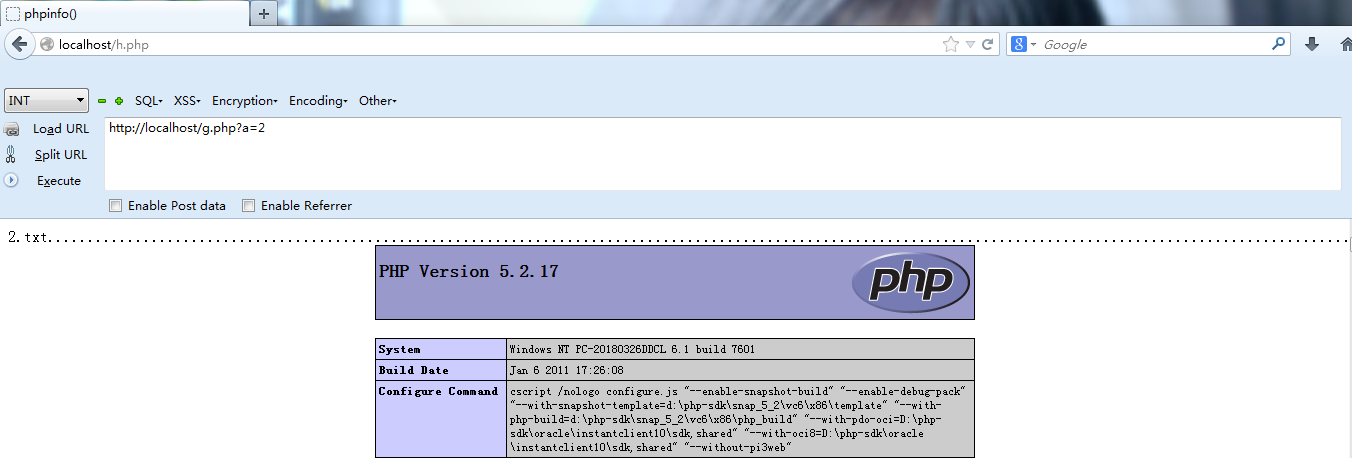 phpinfo()
localhost/h.php
Google
INT SQL XSS Encryption Encoding Other
Load URL
http://localhost/g.php?a=2
Split URL
Execute
Enable Post data Enable Referrer
2.txt....................................................................................................................................................................
PHP Version 5.2.17
php
System Windows NT PC-20180326DDCL 6.1 build 7601
Build Date Jan 6 2011 17:26:08
Configure Command cscript /nologo configure.js "--enable-snapshot-build" "--enable-debug-pack"
"--with-snapshot-template=d:\php-sdk\snap_5_2\vc6\x86\template" "--with-
php-build=d:\php-sdk\snap_5_2\vc6\x86\php_build" "--with-pdo-oci=D:\php-
sdk\oracle\instantclient10\sdk,shared" "--with-oci8=D:\php-sdk\oracle
\instantclient10\sdk,shared" "--without-pi3web"